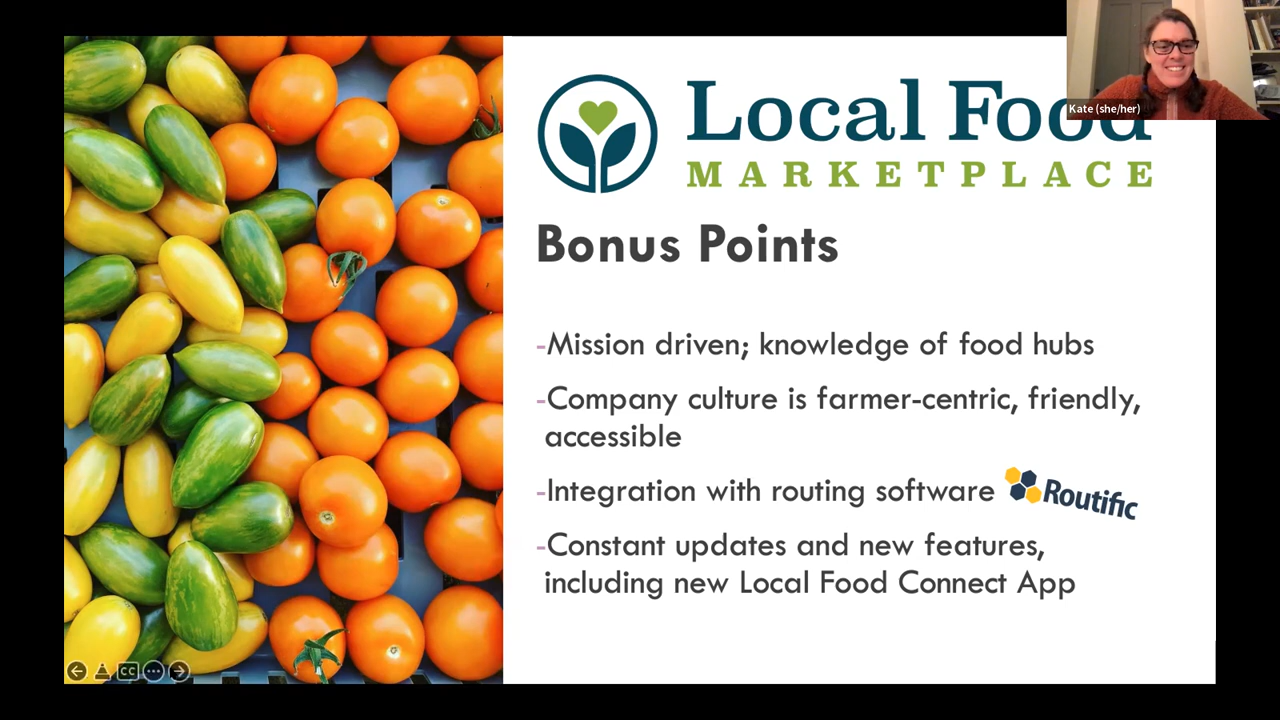 Local Food
MARKETPLACE
Kate (she/her)
Bonus Points
-Mission driven; knowledge of food hubs
-Company culture is farmer-centric, friendly,
accessible
-Integration with routing software
Routific
-Constant updates and new features,
including new Local Food Connect App
CC